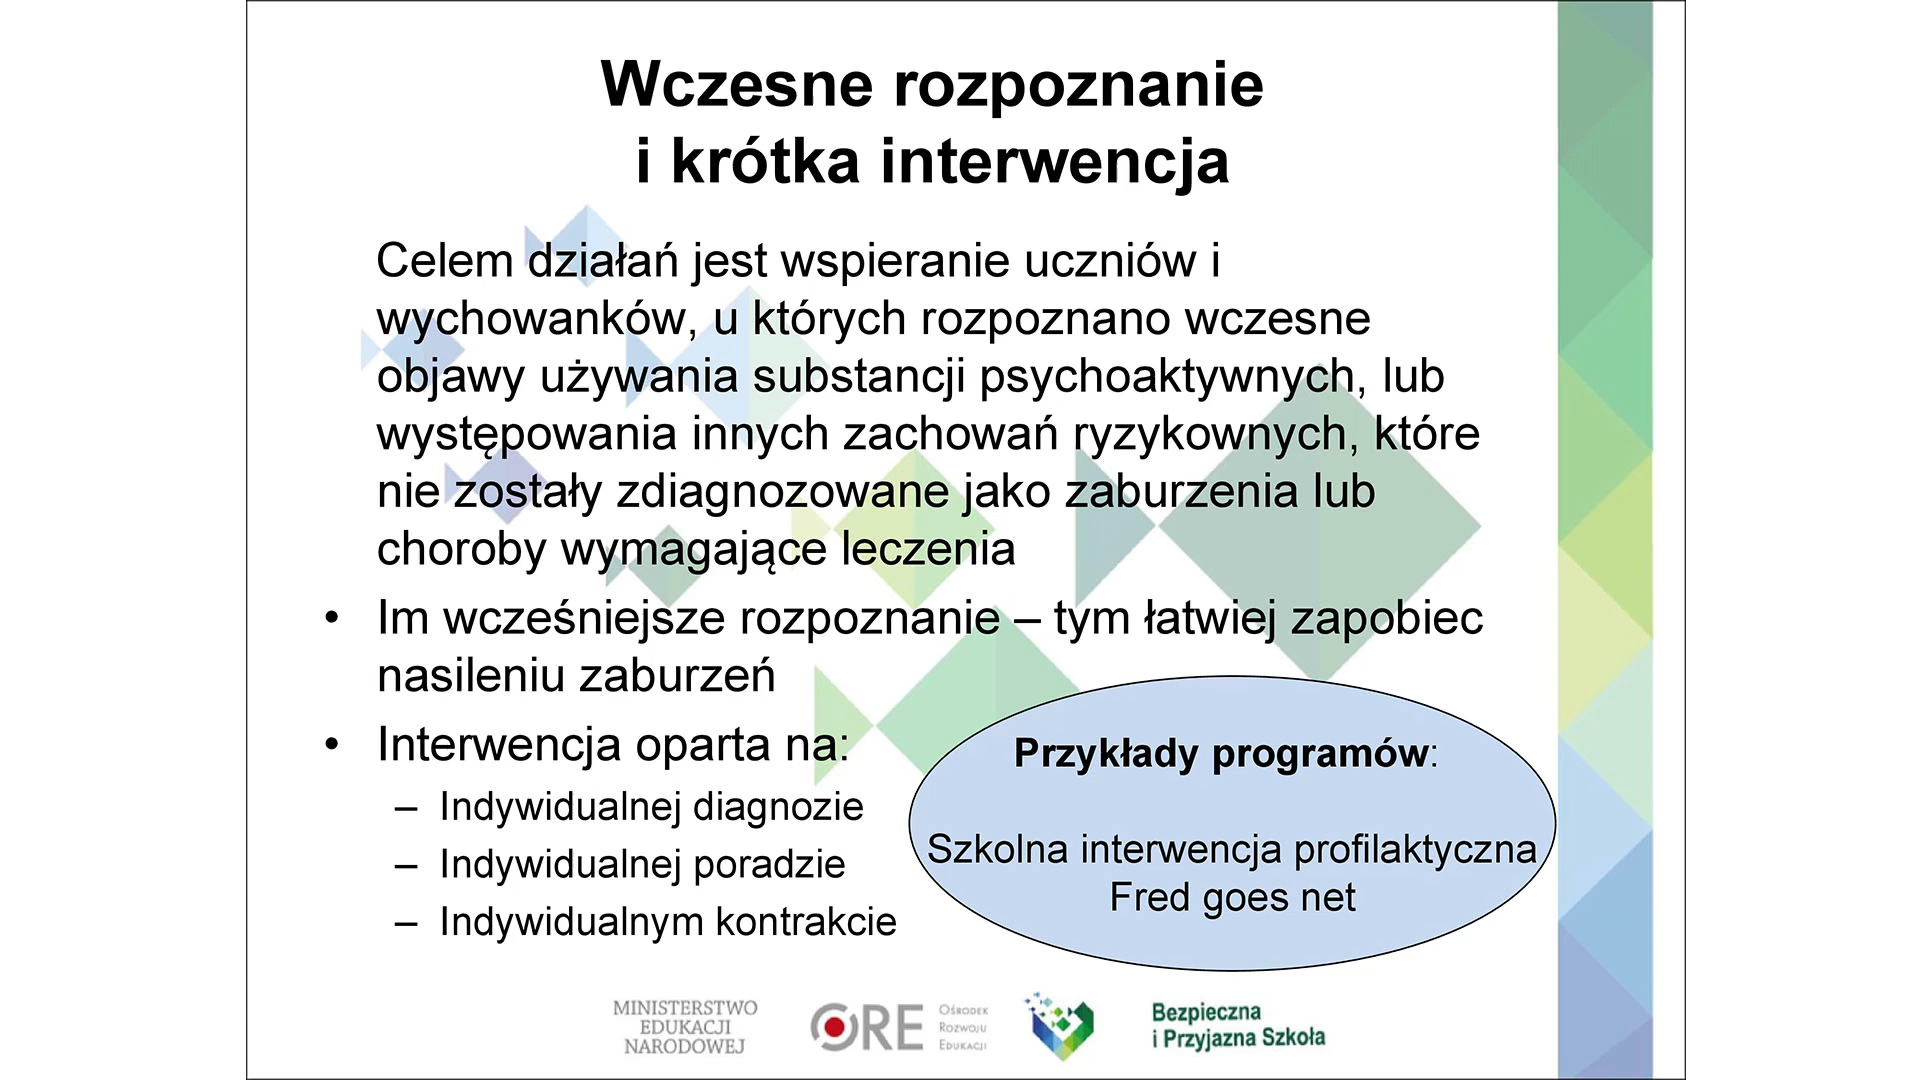 Wczesne rozpoznanie
i krótka interwencja
Celem działań jest wspieranie uczniów i
wychowanków, u których rozpoznano wczesne
objawy używania substancji psychoaktywnych, lub
występowania innych zachowań ryzykownych, które
nie zostały zdiagnozowane jako zaburzenia lub
choroby wymagające leczenia
• Im wcześniejsze rozpoznanie – tym łatwiej zapobiec
nasileniu zaburzeń
• Interwencja oparta na:
– Indywidualnej diagnozie
– Indywidualnej poradzie
– Indywidualnym kontrakcie
Przykłady programów:
Szkolna interwencja profilaktyczna
Fred goes net
MINISTERSTWO
EDUKACJI
NARODOWEJ
ORE
Ośrodek
Rozwoju
Edukacji
Bezpieczna
i Przyjazna Szkoła